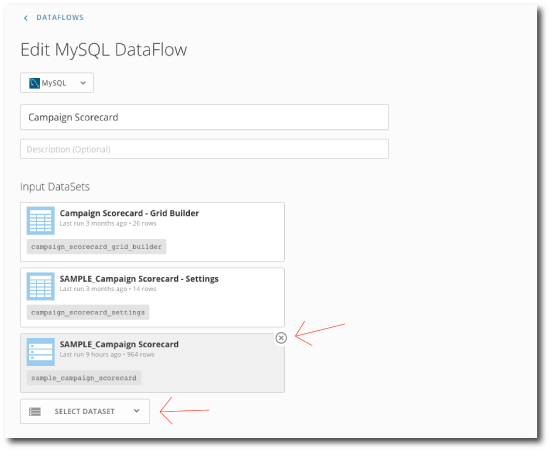 DATAFLOWS
Edit MySQL DataFlow
MySQL
Campaign Scorecard
Description (Optional)
Input DataSets
Campaign Scorecard - Grid Builder
Last run 3 months ago • 26 rows
campaign_scorecard_grid_builder
SAMPLE_Campaign Scorecard - Settings
Last run 3 months ago • 14 rows
campaign_scorecard_settings
SAMPLE_Campaign Scorecard
Last run 9 hours ago • 964 rows
sample_campaign_scorecard
SELECT DATASET